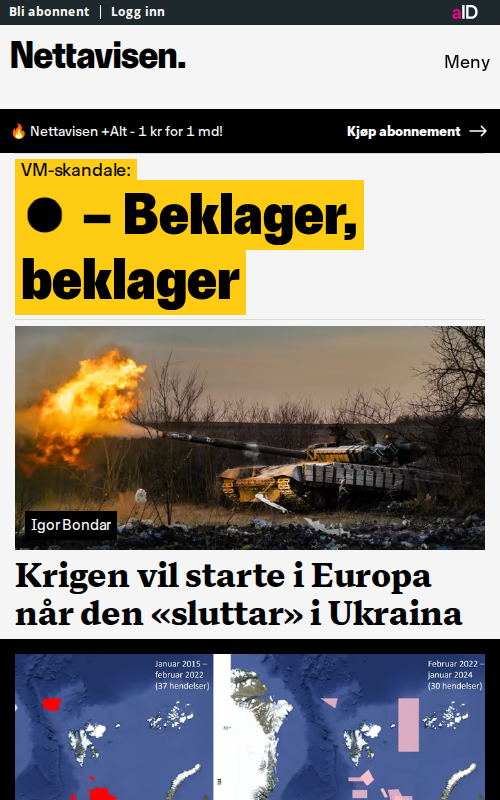 Bli abonnent | Logg inn
aID
Nettavisen.
Meny
🔥 Nettavisen +Alt - 1 kr for 1 md!
Kjøp abonnement →
VM-skandale:
● – Beklager,
beklager
Igor Bondar
Krigen vil starte i Europa
når den «sluttar» i Ukraina
Januar 2015 –
februar 2022
(37 hendelser)
Februar 2022 –
januar 2024
(30 hendelser)